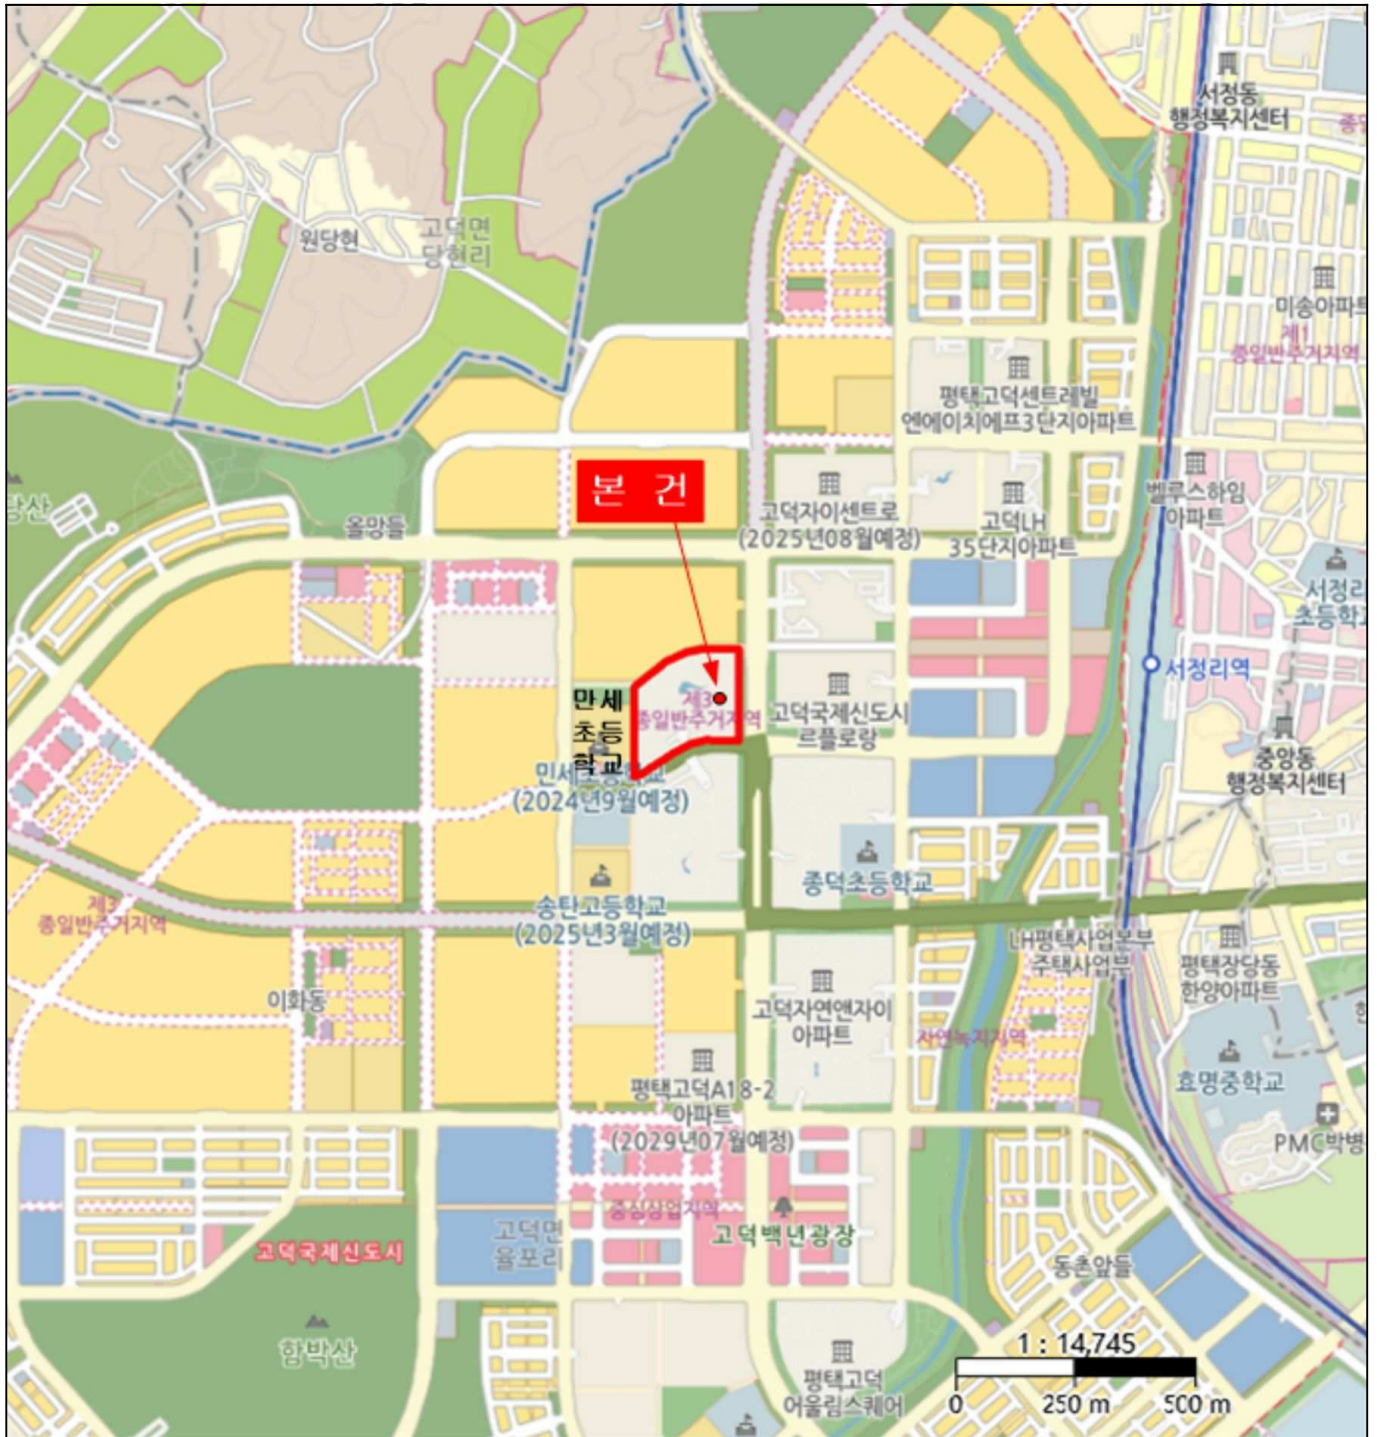 서정동
행정복지센터
원당현
고덕면
당현리
미송아파트
제1
종일반주거지역
평택고덕센트레빌
엔에이치에프3단지아파트
본 건
벨루스하임
아파트
고덕자이센트로
(2025년08월예정)
고덕LH
35단지아파트
당산
올망들
서정리
초등학교
서정리역
만세
초등
학교
제3
종일반주거지역
고덕국제신도시
르플로랑
중앙동
행정복지센터
(2024년9월예정)
종덕초등학교
송탄고등학교
(2025년3월예정)
제3
종일반주거지역
LH평택사업본부
주택사업부
평택장당동
한양아파트
이화동
고덕자연앤자이
아파트
자연녹지지역
효명중학교
평택고덕A18-2
아파트
(2029년07월예정)
PMC박병
중심상업지역
고덕백년광장
고덕면
율포리
고덕국제신도시
동촌앞들
함박산
1 : 14,745
0 250 m 500 m
평택고덕
어울림스퀘어